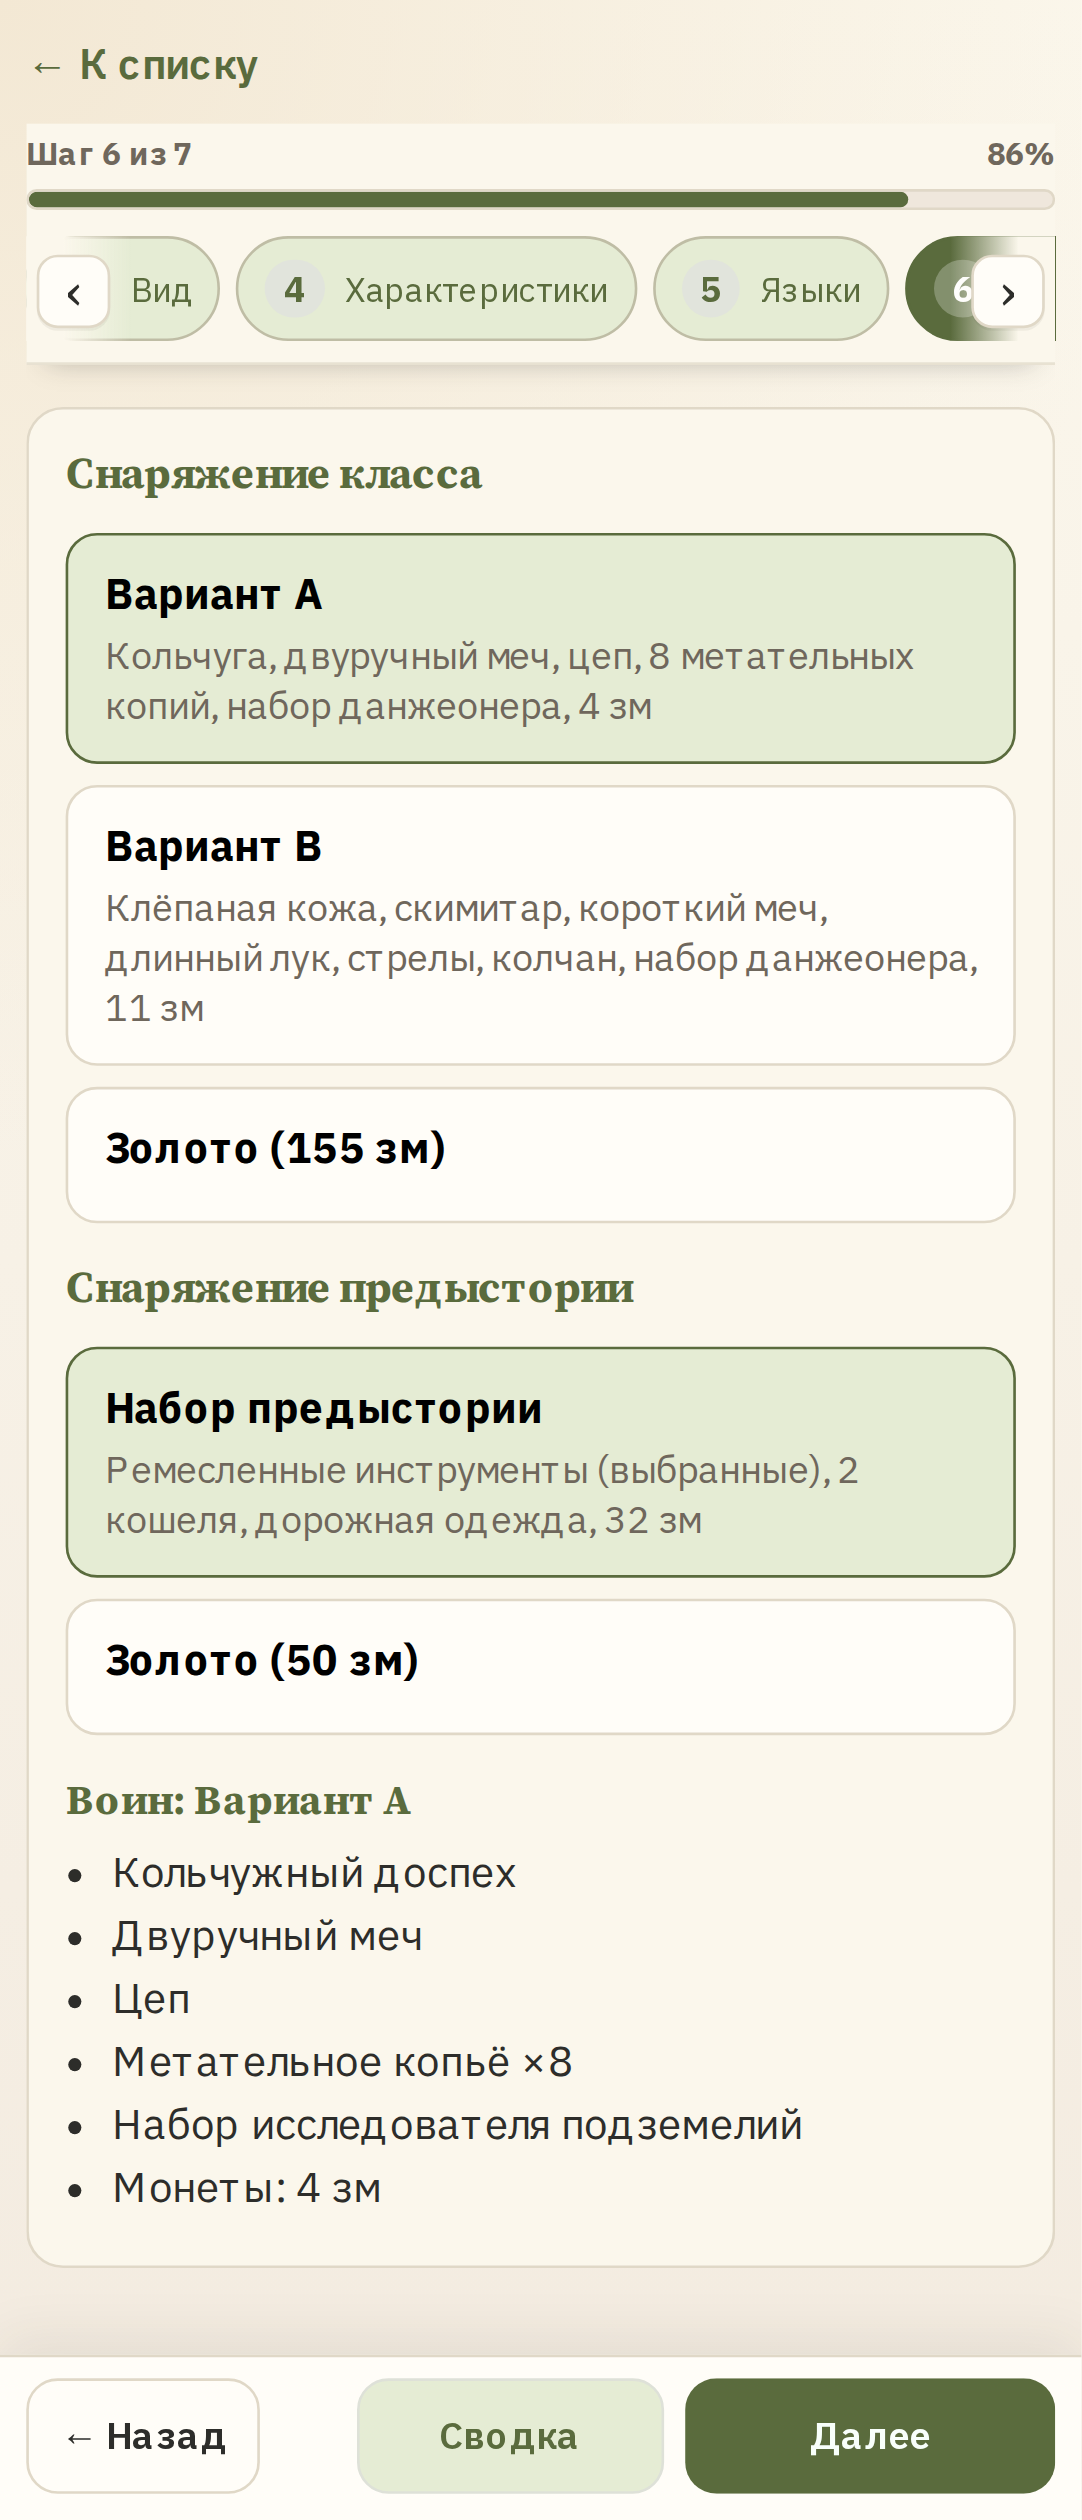 ← К списку
Шаг 6 из 7 86%
‹ Вид 4 Характеристики 5 Языки 6 ›
Снаряжение класса
Вариант A
Кольчуга, двуручный меч, цеп, 8 метательных
копий, набор данжеонера, 4 зм
Вариант B
Клёпаная кожа, скимитар, короткий меч,
длинный лук, стрелы, колчан, набор данжеонера,
11 зм
Золото (155 зм)
Снаряжение предыстории
Набор предыстории
Ремесленные инструменты (выбранные), 2
кошеля, дорожная одежда, 32 зм
Золото (50 зм)
Воин: Вариант A
• Кольчужный доспех
• Двуручный меч
• Цеп
• Метательное копьё ×8
• Набор исследователя подземелий
• Монеты: 4 зм
← Назад Сводка Далее